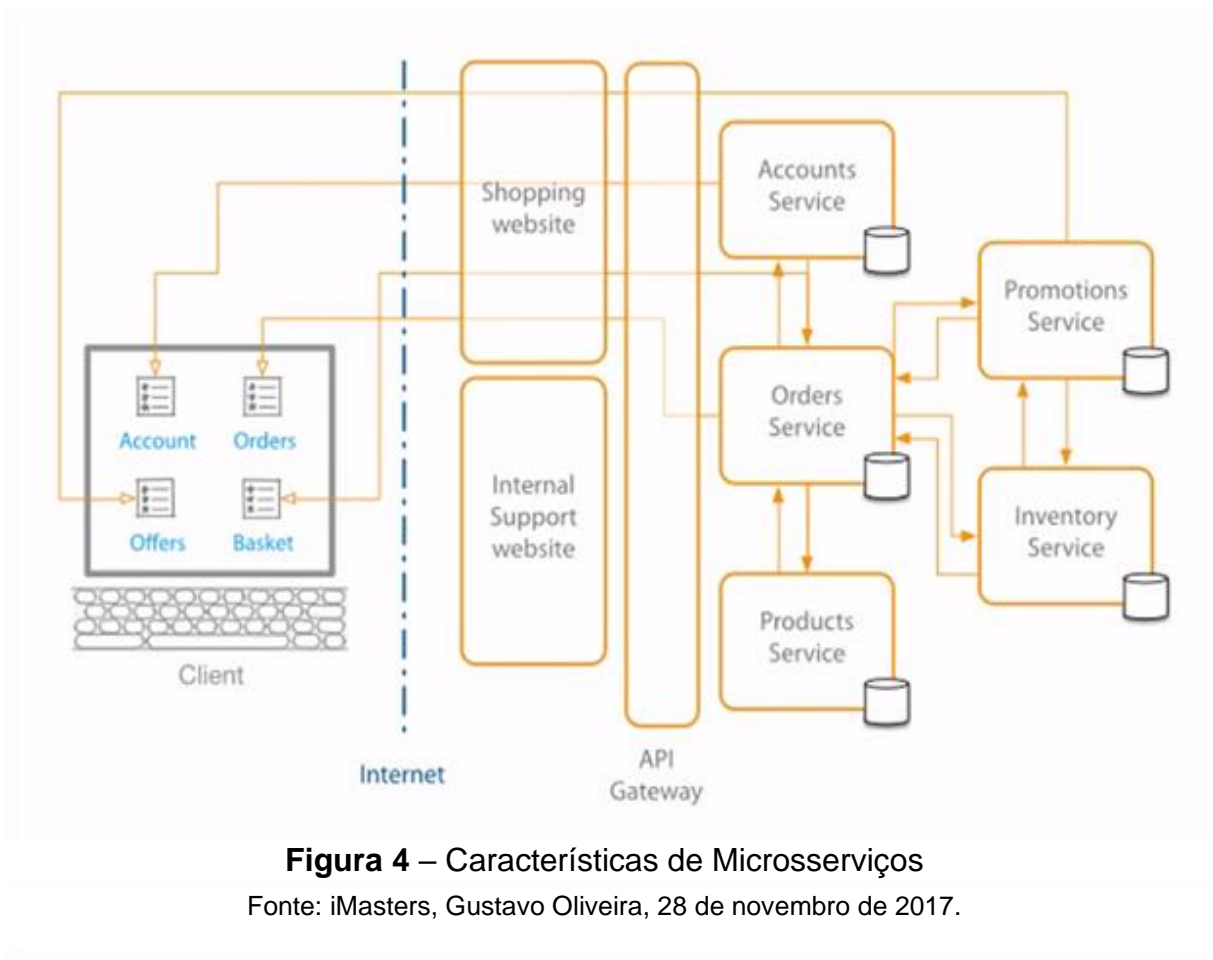 Shopping
website
Accounts
Service
Promotions
Service
Orders
Service
Account
Orders
Offers
Basket
Internal
Support
website
Inventory
Service
Products
Service
Client
Internet
API
Gateway
Figura 4 – Características de Microsserviços
Fonte: iMasters, Gustavo Oliveira, 28 de novembro de 2017.